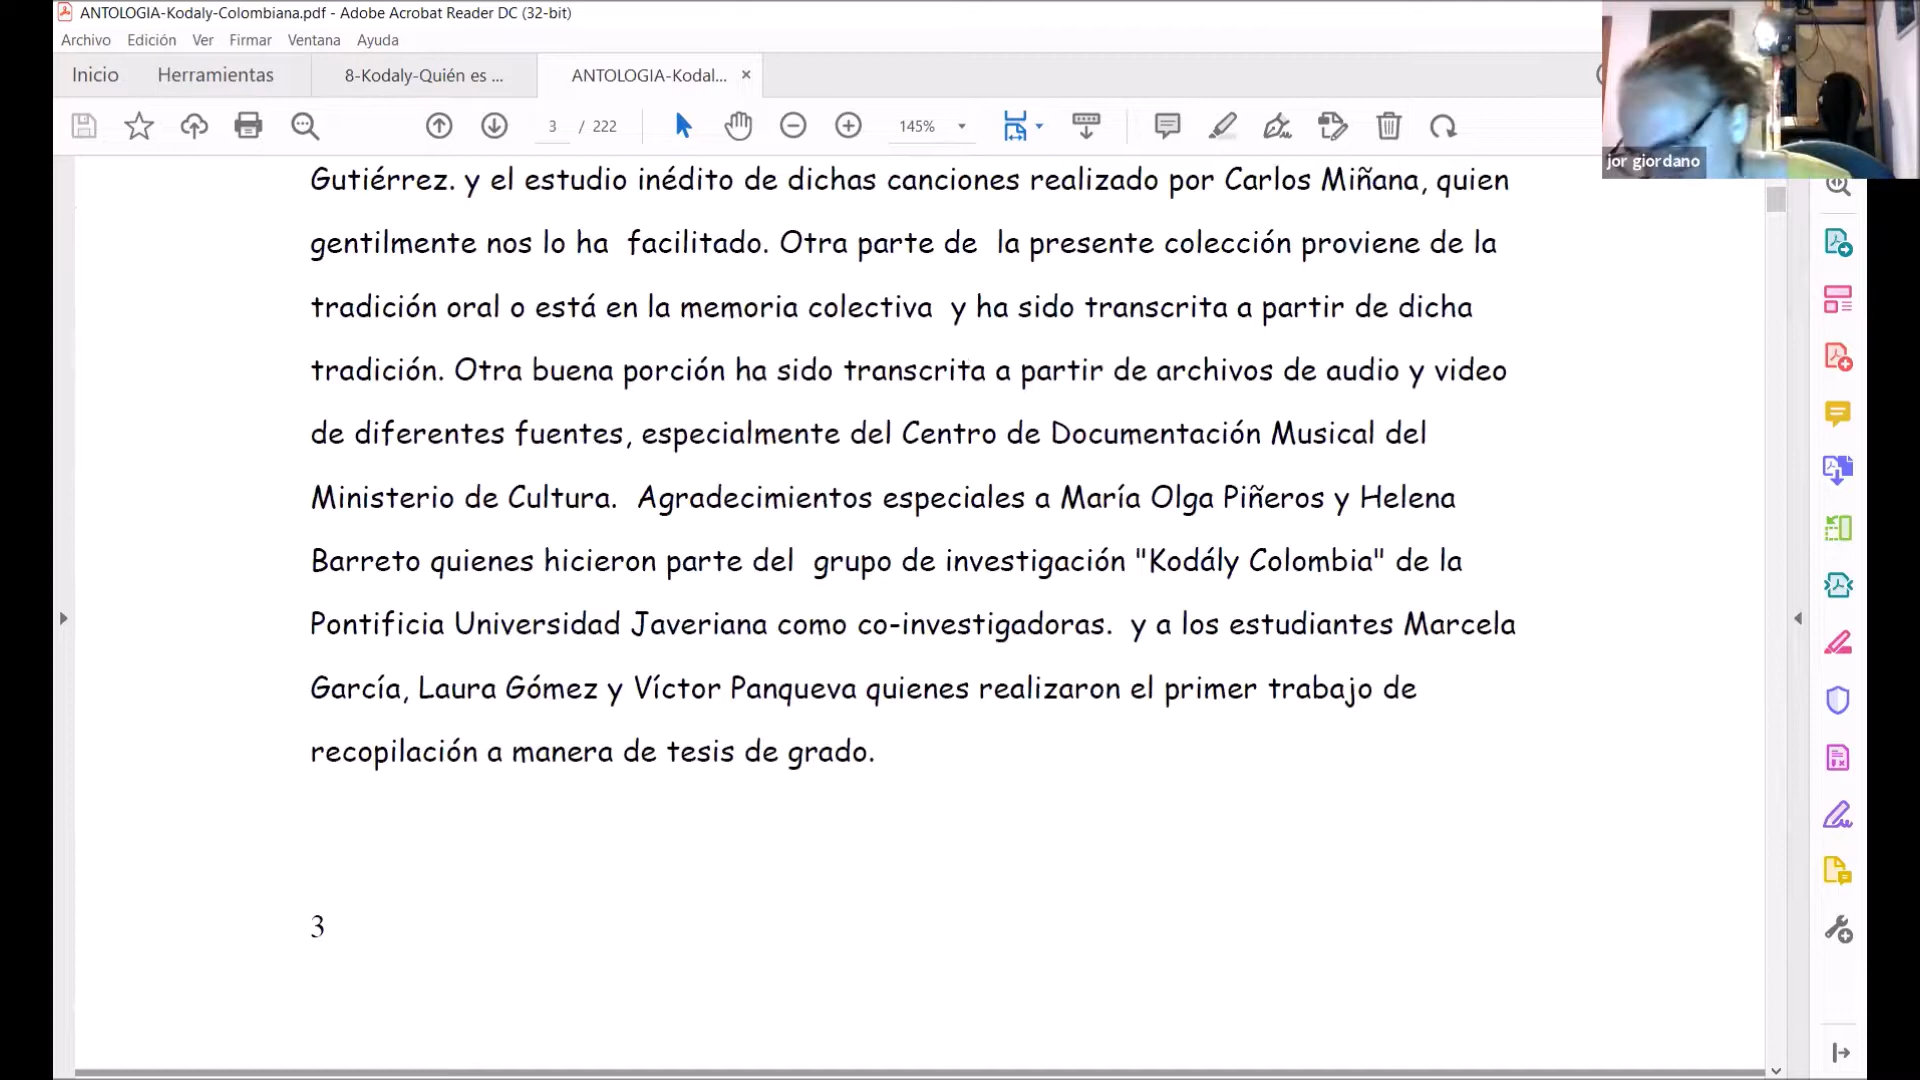 ANTOLOGIA-Kodaly-Colombiana.pdf - Adobe Acrobat Reader DC (32-bit)
Archivo Edición Ver Firmar Ventana Ayuda
Inicio Herramientas 8-Kodaly-Quién es ... ANTOLOGIA-Kodal... ×
3 / 222 145%
jor giordano
Gutiérrez. y el estudio inédito de dichas canciones realizado por Carlos Miñana, quien
gentilmente nos lo ha facilitado. Otra parte de la presente colección proviene de la
tradición oral o está en la memoria colectiva y ha sido transcrita a partir de dicha
tradición. Otra buena porción ha sido transcrita a partir de archivos de audio y video
de diferentes fuentes, especialmente del Centro de Documentación Musical del
Ministerio de Cultura. Agradecimientos especiales a María Olga Piñeros y Helena
Barreto quienes hicieron parte del grupo de investigación "Kodály Colombia" de la
Pontificia Universidad Javeriana como co-investigadoras. y a los estudiantes Marcela
García, Laura Gómez y Víctor Panqueva quienes realizaron el primer trabajo de
recopilación a manera de tesis de grado.
3